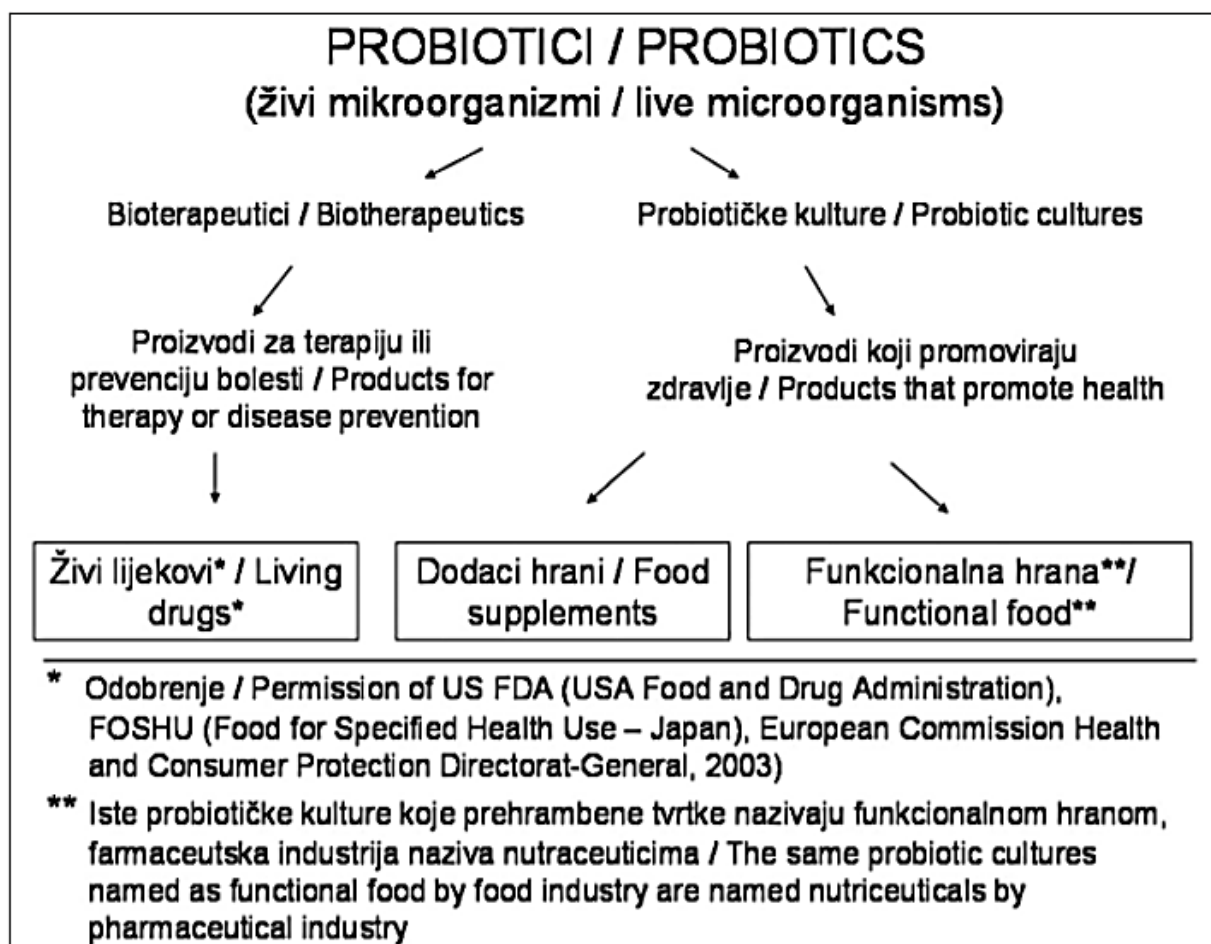 PROBIOTICI / PROBIOTICS
(živi mikroorganizmi / live microorganisms)
Bioterapeutici / Biotherapeutics
Probiotičke kulture / Probiotic cultures
Proizvodi za terapiju ili
prevenciju bolesti / Products for
therapy or disease prevention
Proizvodi koji promoviraju
zdravlje / Products that promote health
Živi lijekovi* / Living
drugs*
Dodaci hrani / Food
supplements
Funkcionalna hrana**/
Functional food**
* Odobrenje / Permission of US FDA (USA Food and Drug Administration),
FOSHU (Food for Specified Health Use – Japan), European Commission Health
and Consumer Protection Directorat-General, 2003)
** Iste probiotičke kulture koje prehrambene tvrtke nazivaju funkcionalnom hranom,
farmaceutska industrija naziva nutraceuticima / The same probiotic cultures
named as functional food by food industry are named nutriceuticals by
pharmaceutical industry